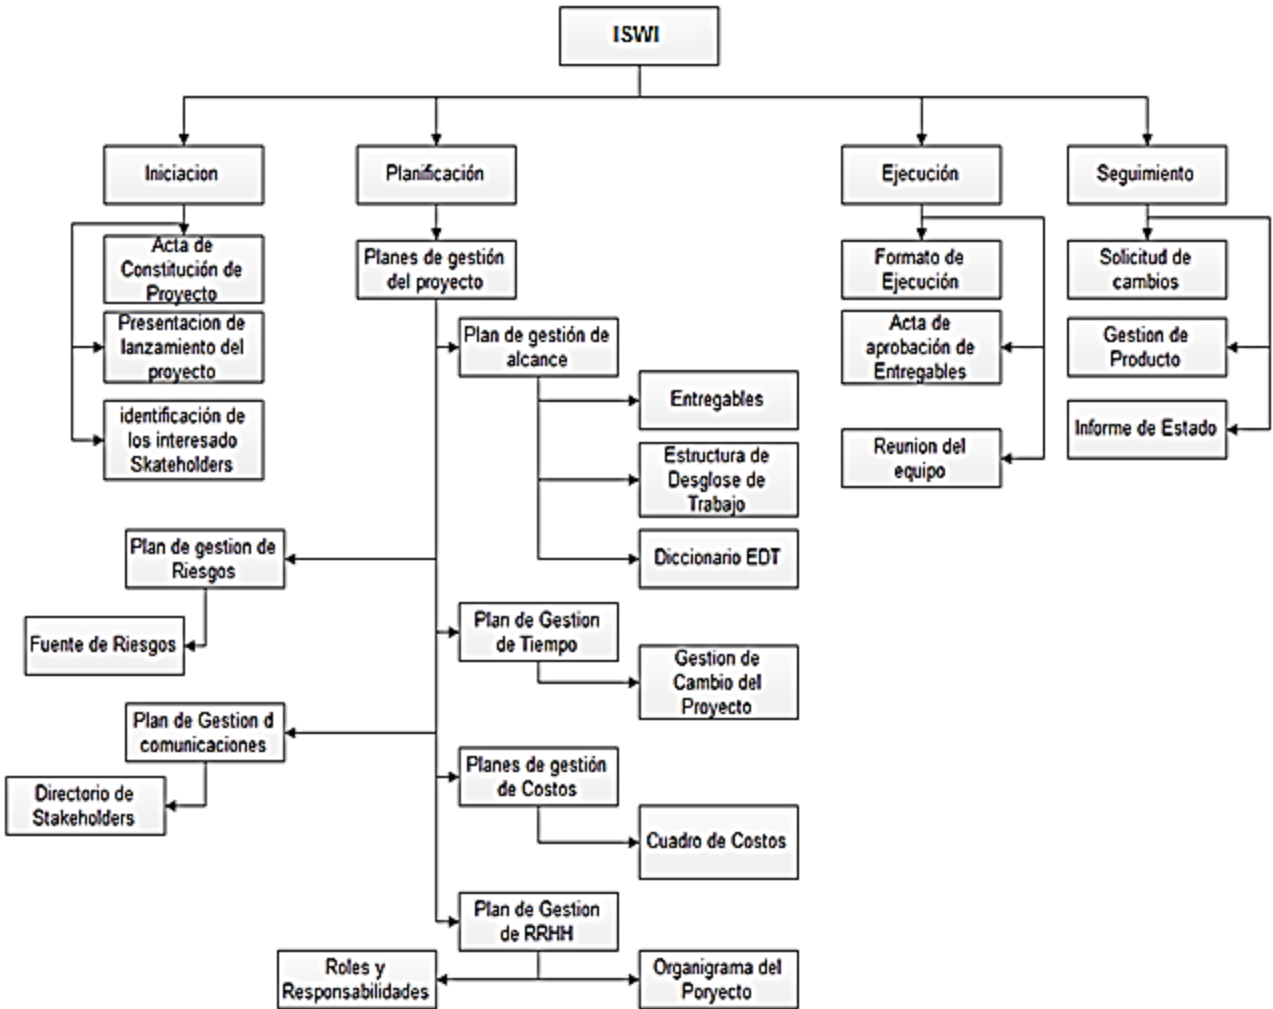 ISWI
Iniciacion
Planificación
Ejecución
Seguimiento
Acta de
Constitución de
Proyecto
Presentacion de
lanzamiento del
proyecto
identificación de
los interesado
Skateholders
Planes de gestión
del proyecto
Plan de gestión de
alcance
Entregables
Estructura de
Desglose de
Trabajo
Diccionario EDT
Plan de gestion de
Riesgos
Fuente de Riesgos
Plan de Gestion
de Tiempo
Gestion de
Cambio del
Proyecto
Plan de Gestion d
comunicaciones
Directorio de
Stakeholders
Planes de gestión
de Costos
Cuadro de Costos
Plan de Gestion
de RRHH
Roles y
Responsabilidades
Organigrama del
Poryecto
Formato de
Ejecución
Acta de
aprobación de
Entregables
Reunion del
equipo
Solicitud de
cambios
Gestion de
Producto
Informe de Estado